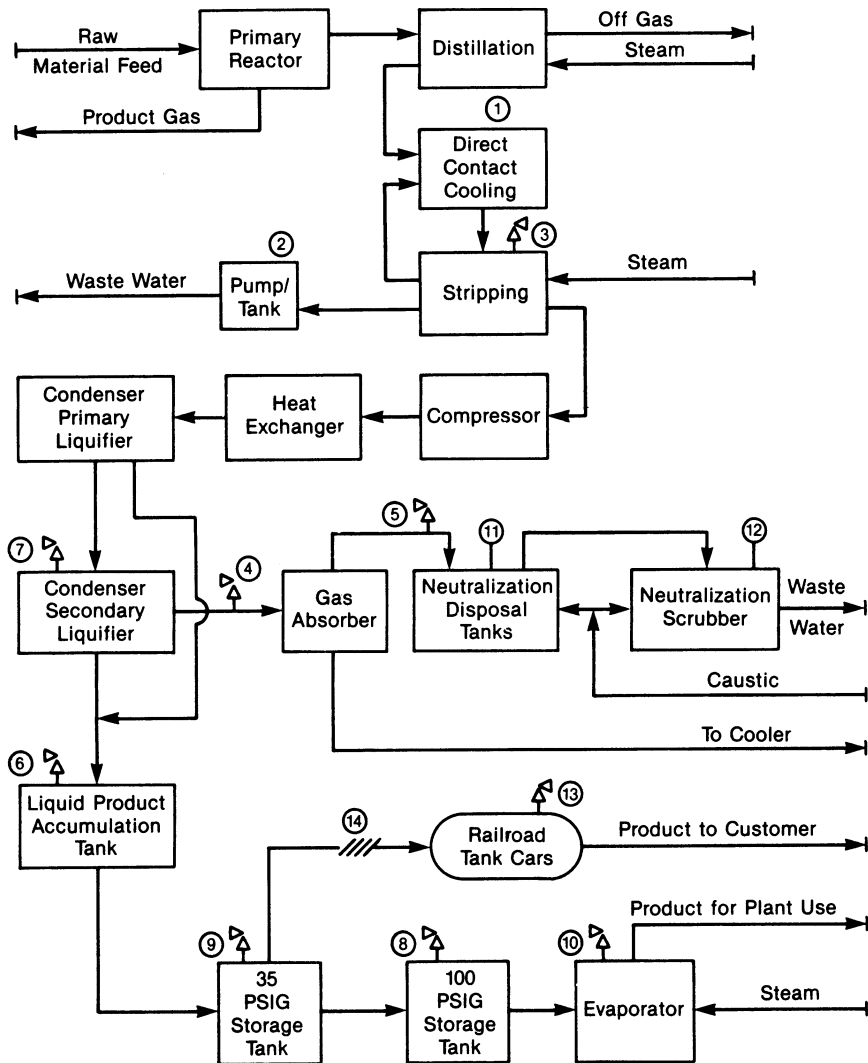 Raw
Material Feed
Primary
Reactor
Distillation
Off Gas
Steam
Product Gas
1
Direct
Contact
Cooling
2
3
Waste Water
Pump/
Tank
Stripping
Steam
Condenser
Primary
Liquifier
Heat
Exchanger
Compressor
7
4
5
11
12
Condenser
Secondary
Liquifier
Gas
Absorber
Neutralization
Disposal
Tanks
Neutralization
Scrubber
Waste
Water
Caustic
To Cooler
6
Liquid Product
Accumulation
Tank
14
13
Railroad
Tank Cars
Product to Customer
Product for Plant Use
9
8
10
35
PSIG
Storage
Tank
100
PSIG
Storage
Tank
Evaporator
Steam